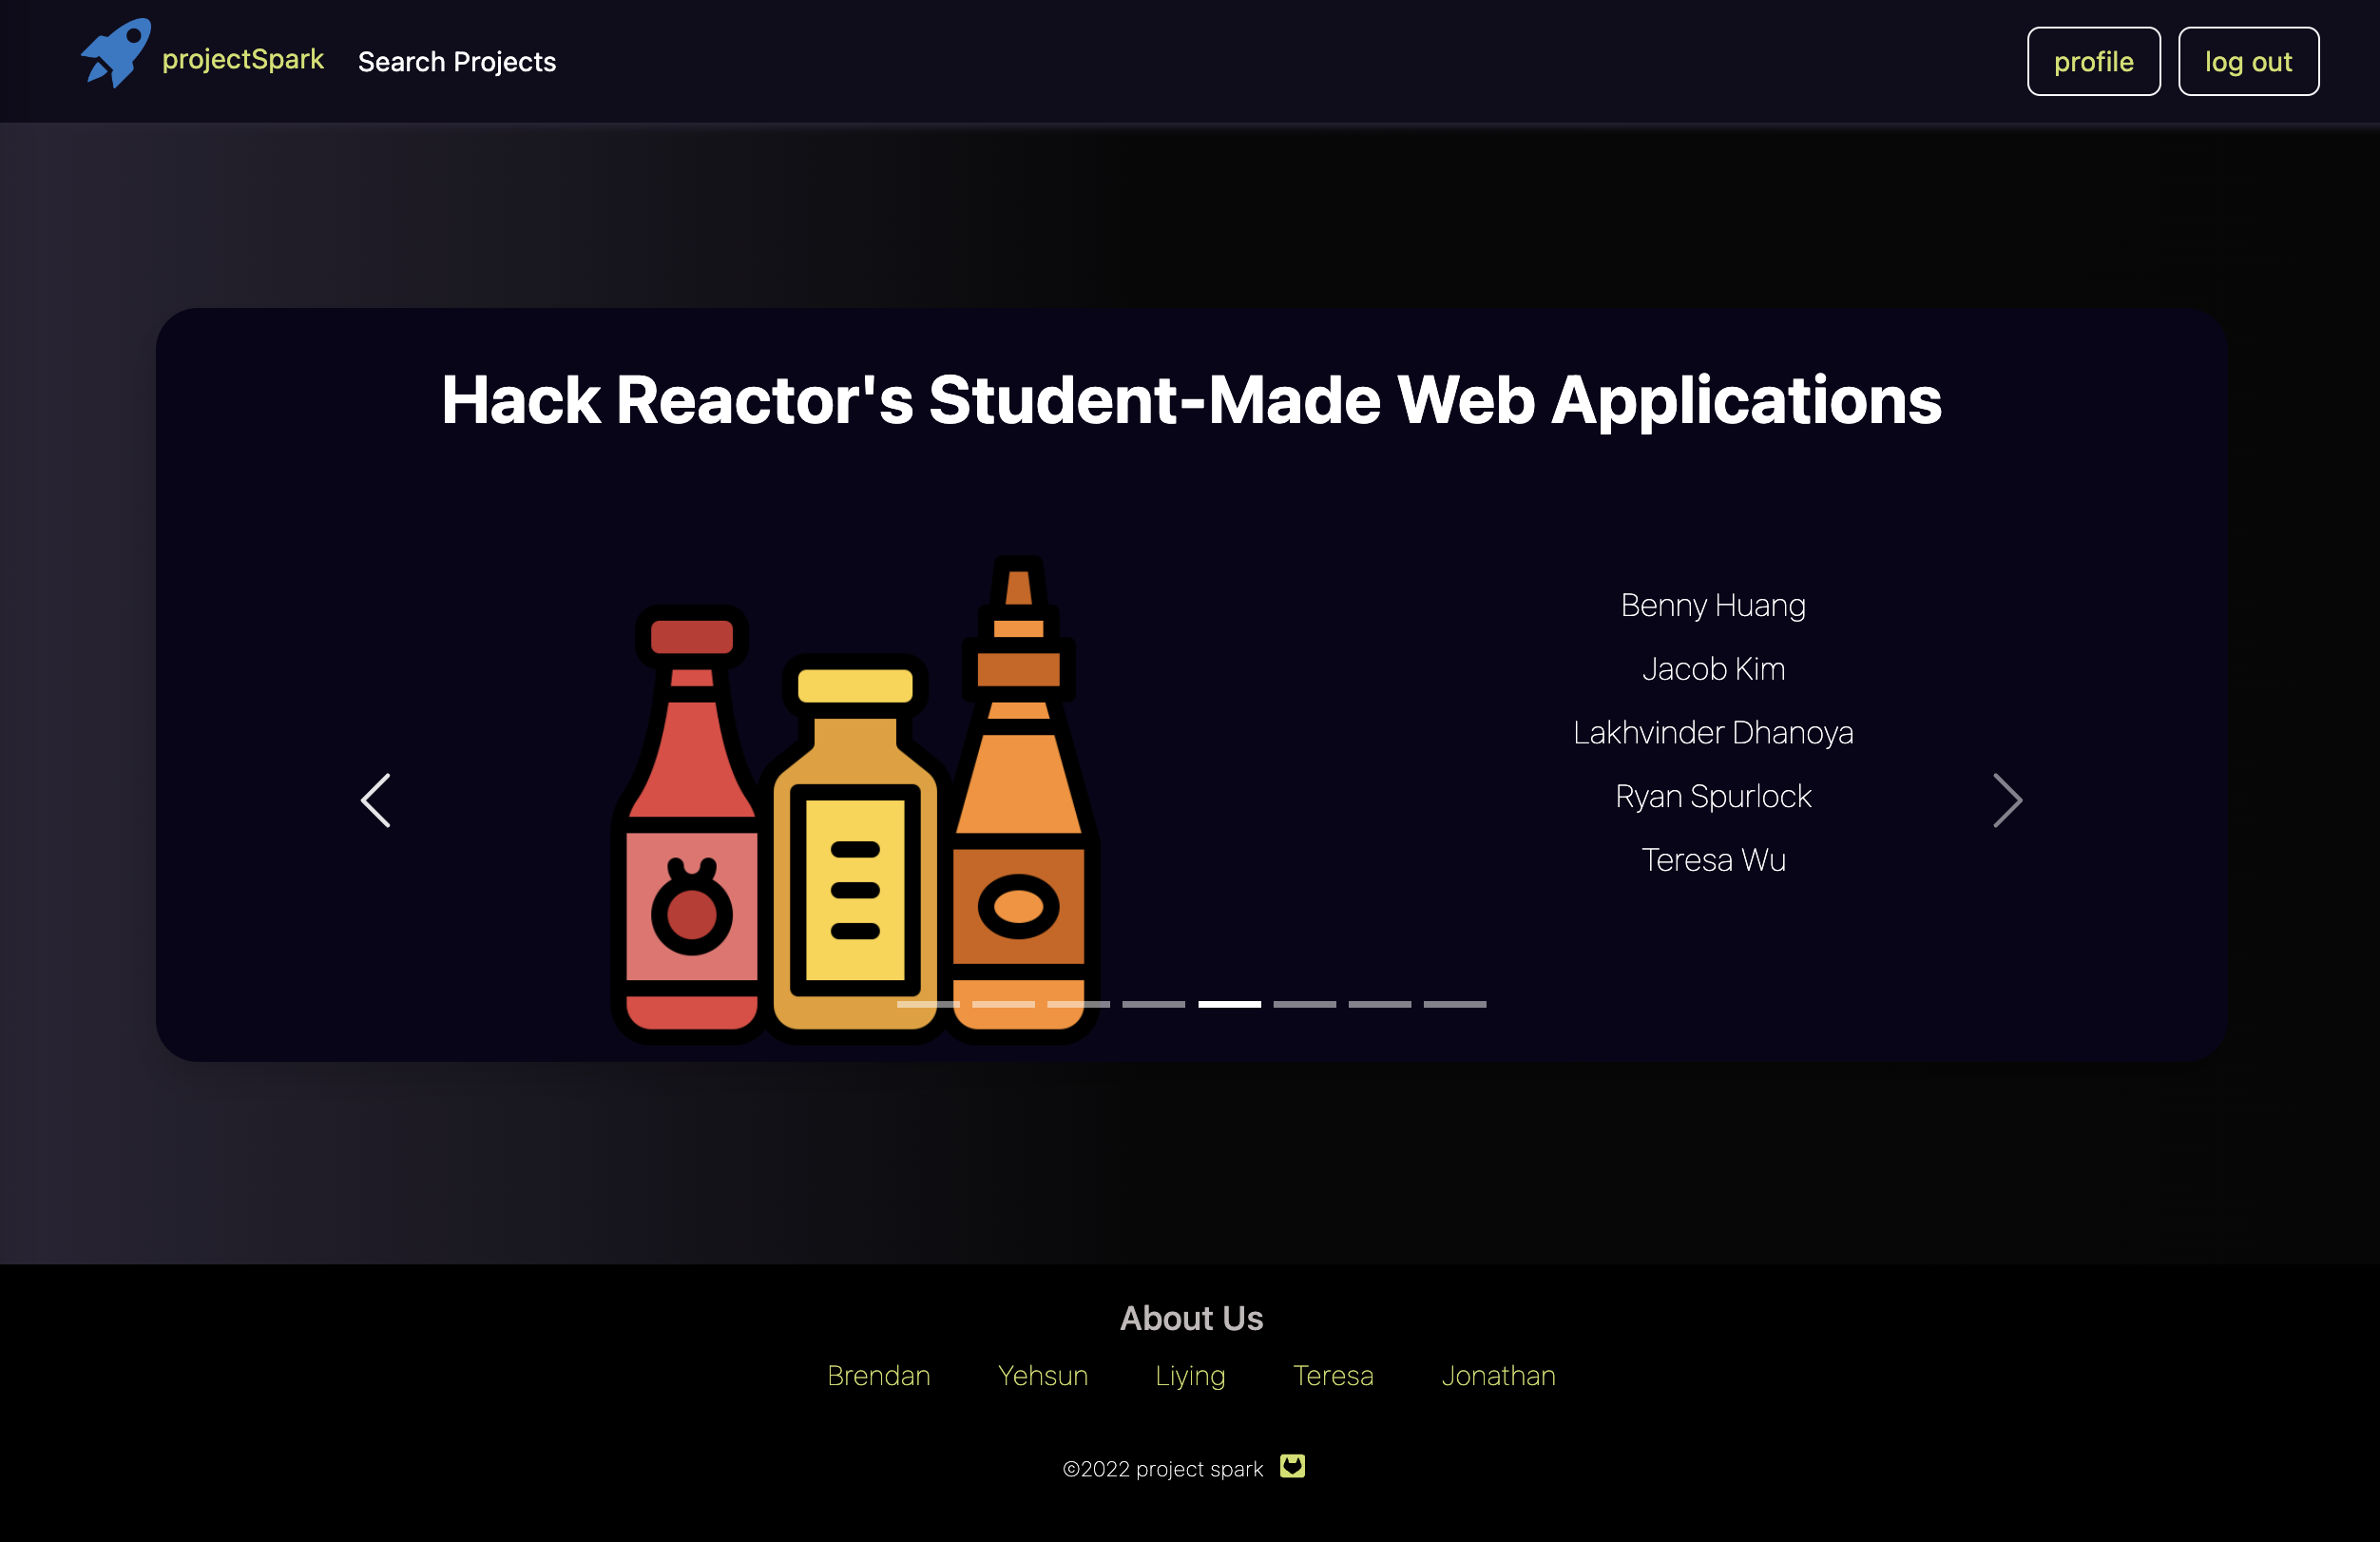 projectSpark Search Projects profile log out
Hack Reactor's Student-Made Web Applications
Benny Huang
Jacob Kim
Lakhvinder Dhanoya
Ryan Spurlock
Teresa Wu
About Us
Brendan Yehsun Liying Teresa Jonathan
©2022 project spark